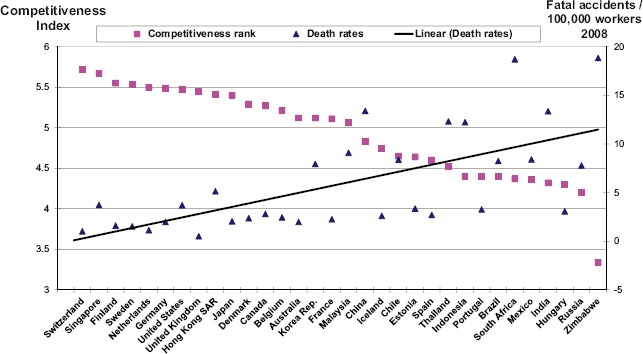 Competitiveness
Index
Fatal accidents /
100,000 workers
2008
Competitiveness rank
Death rates
Linear (Death rates)
6
5.5
5
4.5
4
3.5
3
20
15
10
5
0
-5
Switzerland
Singapore
Finland
Sweden
Netherlands
Germany
United States
United Kingdom
Hong Kong SAR
Japan
Denmark
Canada
Belgium
Australia
Korea Rep.
France
Malaysia
China
Iceland
Chile
Estonia
Spain
Thailand
Indonesia
Portugal
Brazil
South Africa
Mexico
India
Hungary
Russia
Zimbabwe